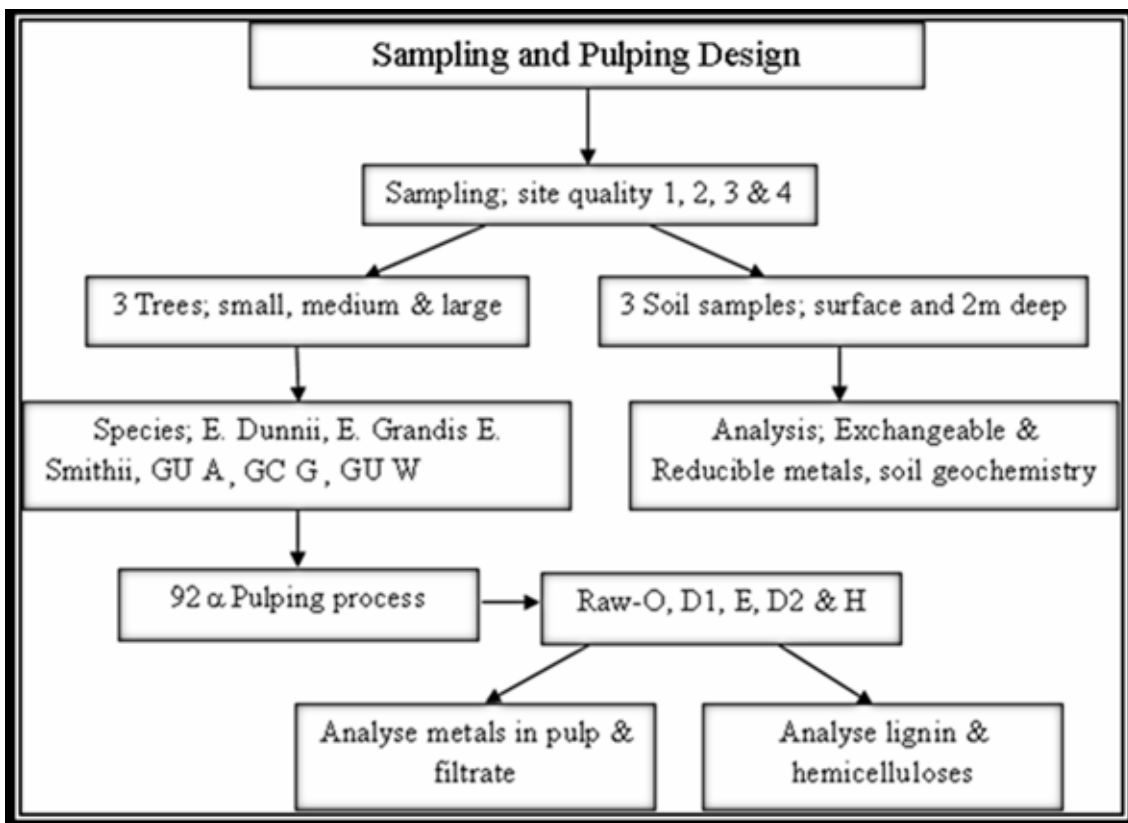 Sampling and Pulping Design
Sampling; site quality 1, 2, 3 & 4
3 Trees; small, medium & large
3 Soil samples; surface and 2m deep
Species; E. Dunnii, E. Grandis E.
Smithii, GU A, GC G, GU W
Analysis; Exchangeable &
Reducible metals, soil geochemistry
92 α Pulping process
Raw-O, D1, E, D2 & H
Analyse metals in pulp &
filtrate
Analyse lignin &
hemicelluloses